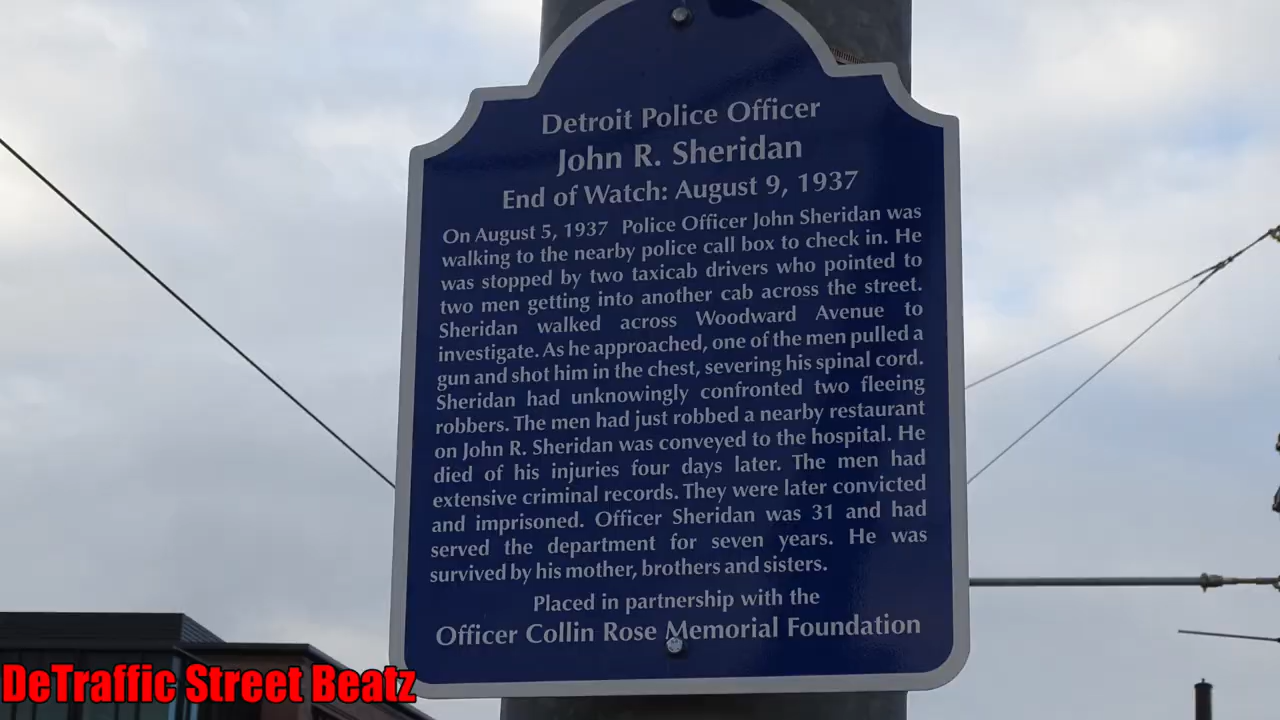 Detroit Police Officer
John R. Sheridan
End of Watch: August 9, 1937
On August 5, 1937 Police Officer John Sheridan was
walking to the nearby police call box to check in. He
was stopped by two taxicab drivers who pointed to
two men getting into another cab across the street.
Sheridan walked across Woodward Avenue to
investigate. As he approached, one of the men pulled a
gun and shot him in the chest, severing his spinal cord.
Sheridan had unknowingly confronted two fleeing
robbers. The men had just robbed a nearby restaurant
on John R. Sheridan was conveyed to the hospital. He
died of his injuries four days later. The men had
extensive criminal records. They were later convicted
and imprisoned. Officer Sheridan was 31 and had
served the department for seven years. He was
survived by his mother, brothers and sisters.
Placed in partnership with the
Officer Collin Rose Memorial Foundation
DeTraffic Street Beatz